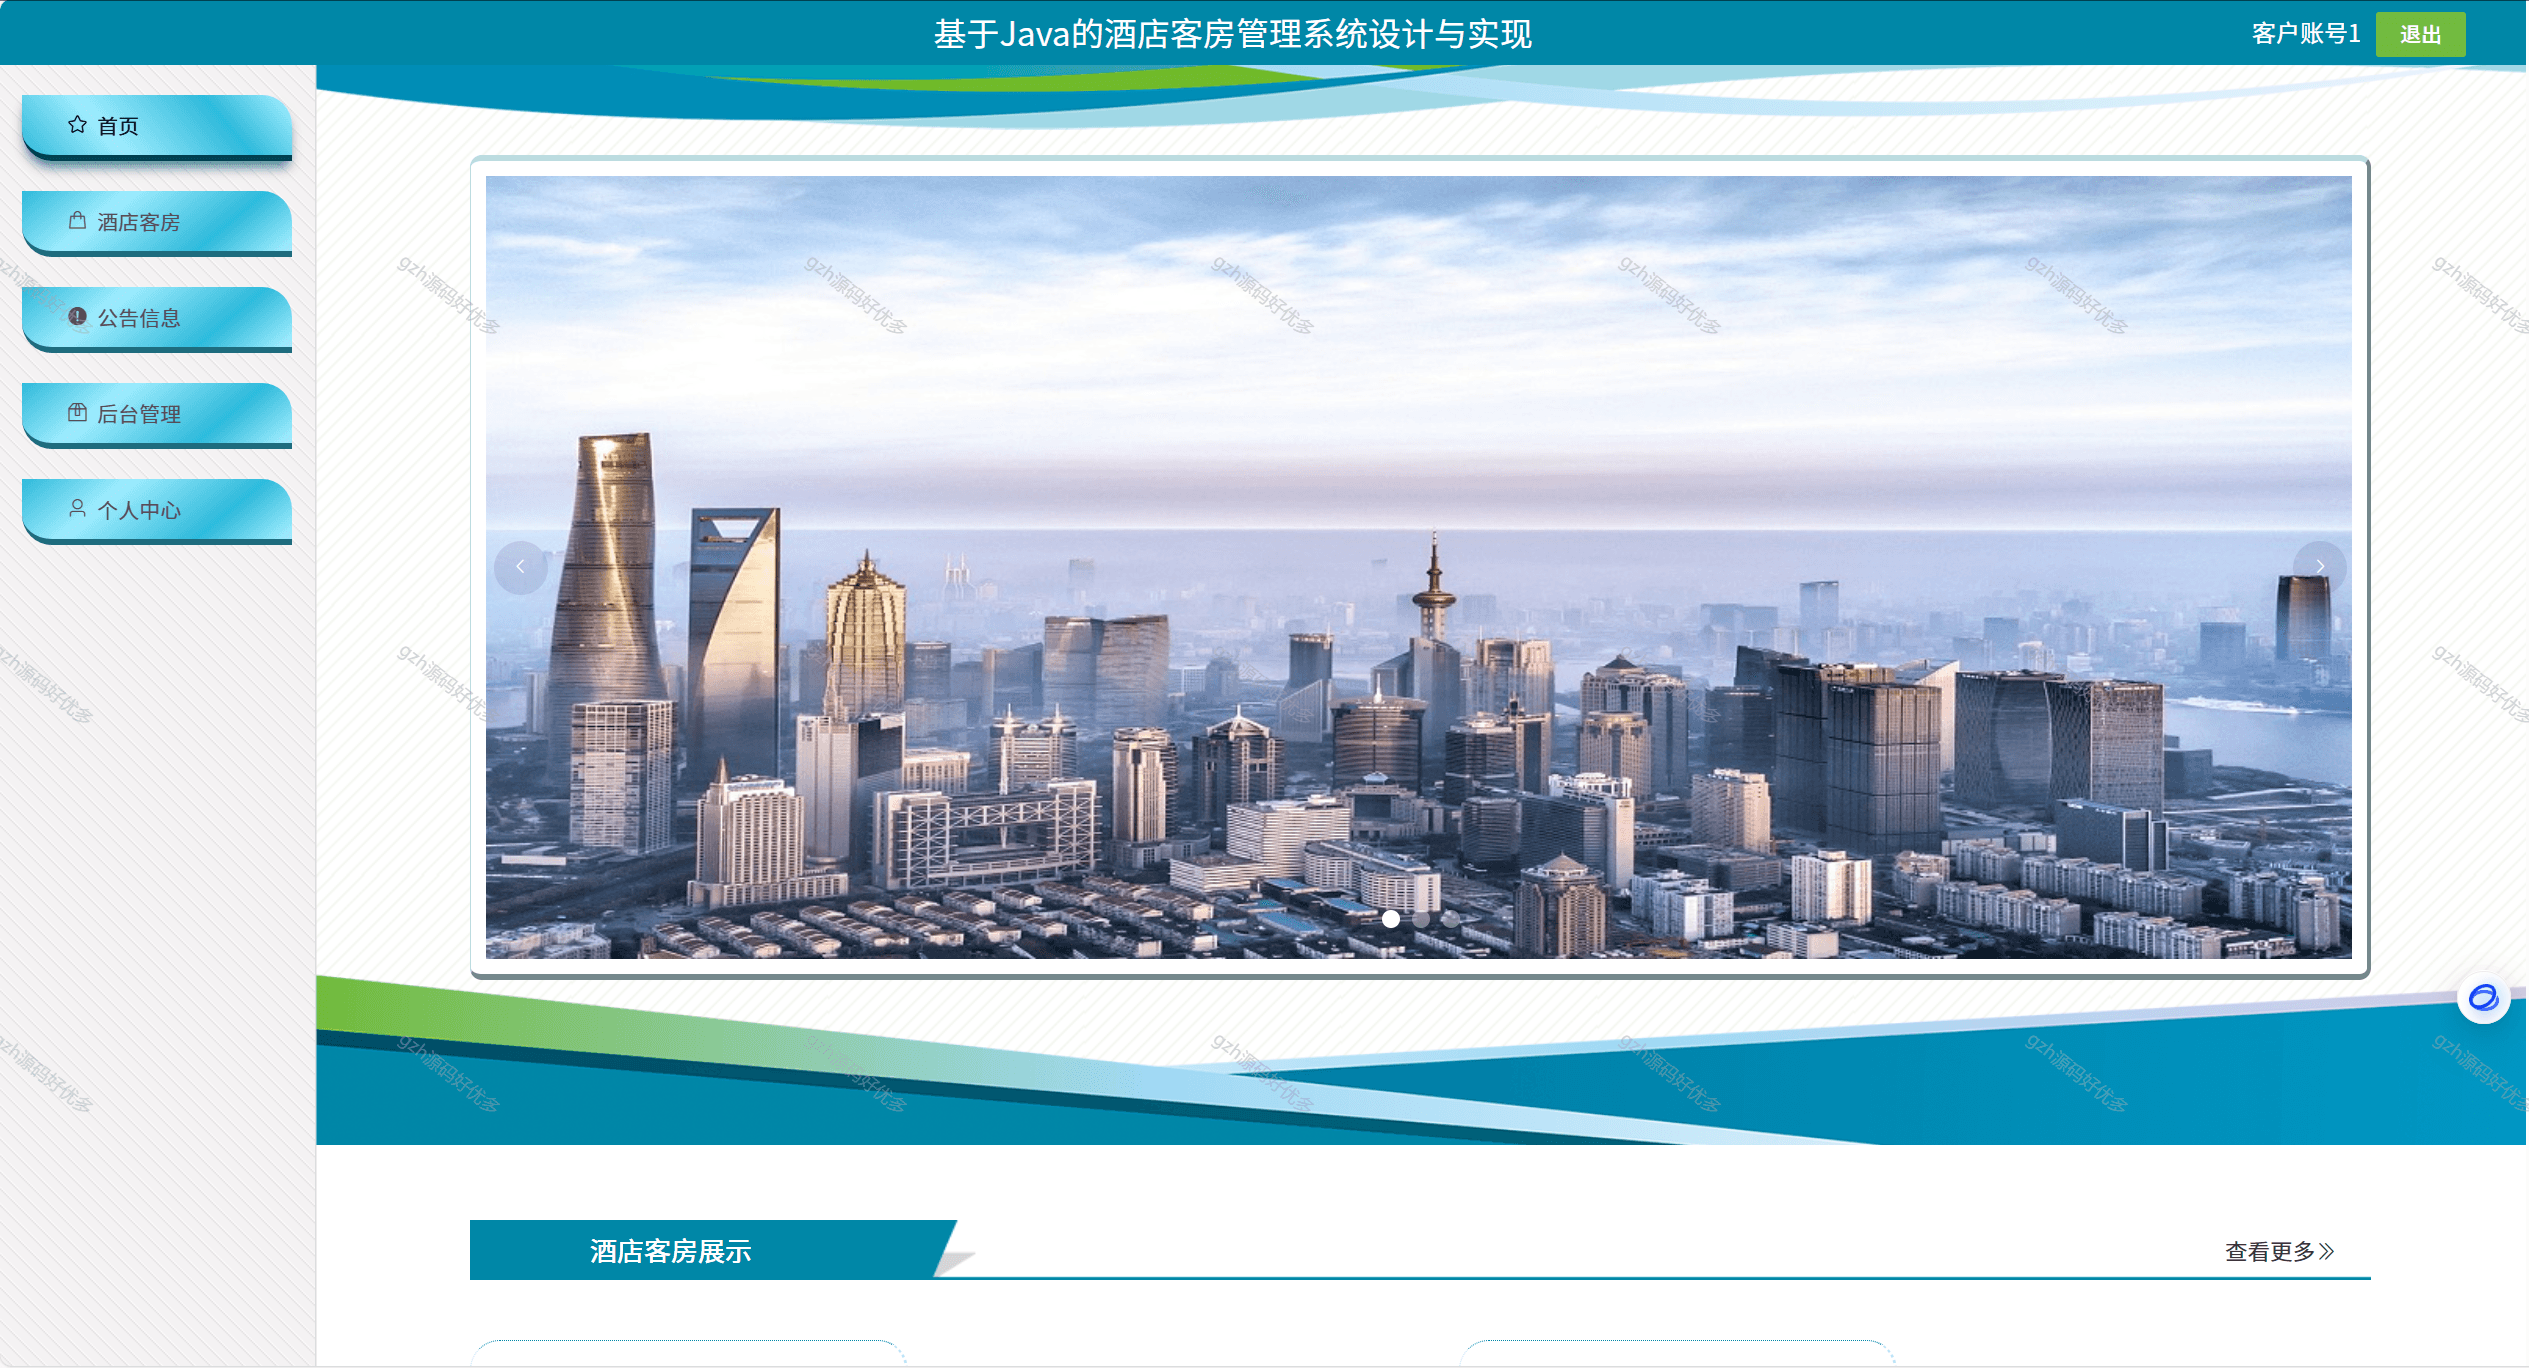 基于Java的酒店客房管理系统设计与实现
客户账号1
退出
首页
酒店客房
公告信息
后台管理
个人中心
gzh源码好优多
酒店客房展示
查看更多